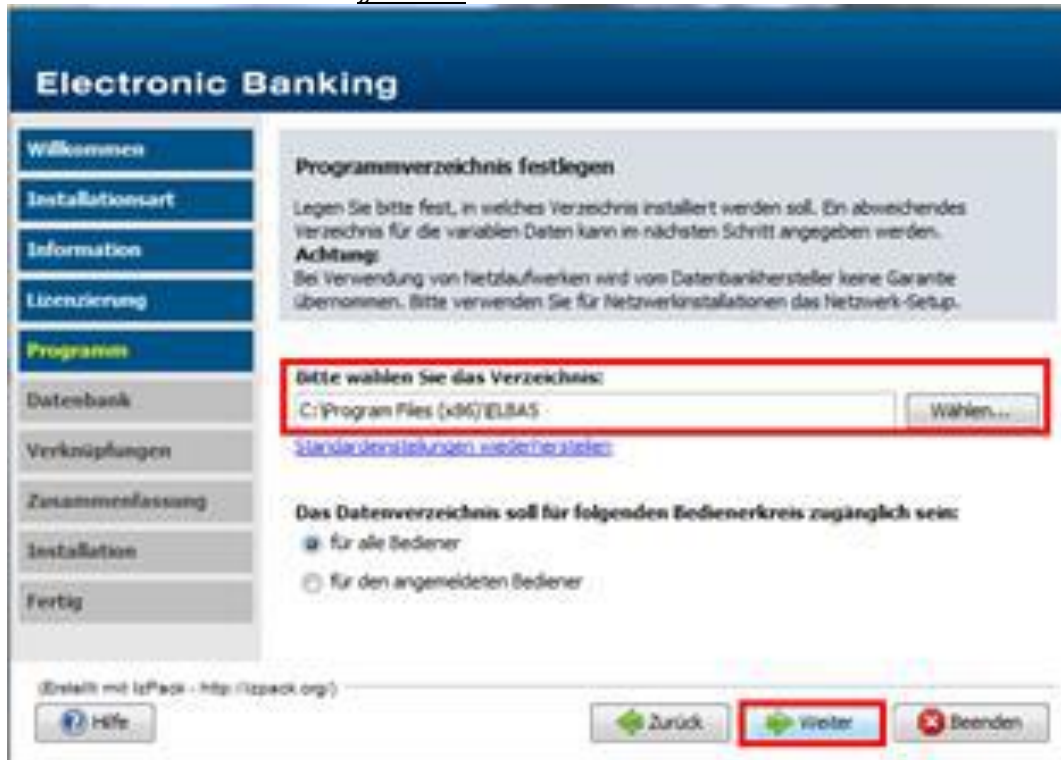 Electronic Banking
Willkommen
Installationsart
Information
Lizenzierung
Programm
Datenbank
Verknüpfungen
Zusammenfassung
Installation
Fertig
Programmverzeichnis festlegen
Legen Sie bitte fest, in welches Verzeichnis installiert werden soll. Ein abweichendes
Verzeichnis für die variablen Daten kann im nächsten Schritt angegeben werden.
Achtung:
Bei Verwendung von Netzlaufwerken wird vom Datenbankhersteller keine Garantie
übernommen. Bitte verwenden Sie für Netzwerkinstallationen das Netzwerk-Setup.
Bitte wählen Sie das Verzeichnis:
C:\Program Files (x86)\ELBA5
Wählen...
Standardeinstellungen wiederherstellen
Das Datenverzeichnis soll für folgenden Bedienerkreis zugänglich sein:
für alle Bediener
für den angemeldeten Bediener
(Erstellt mit IzPack - http://izpack.org/)
Hilfe
Zurück
Weiter
Beenden